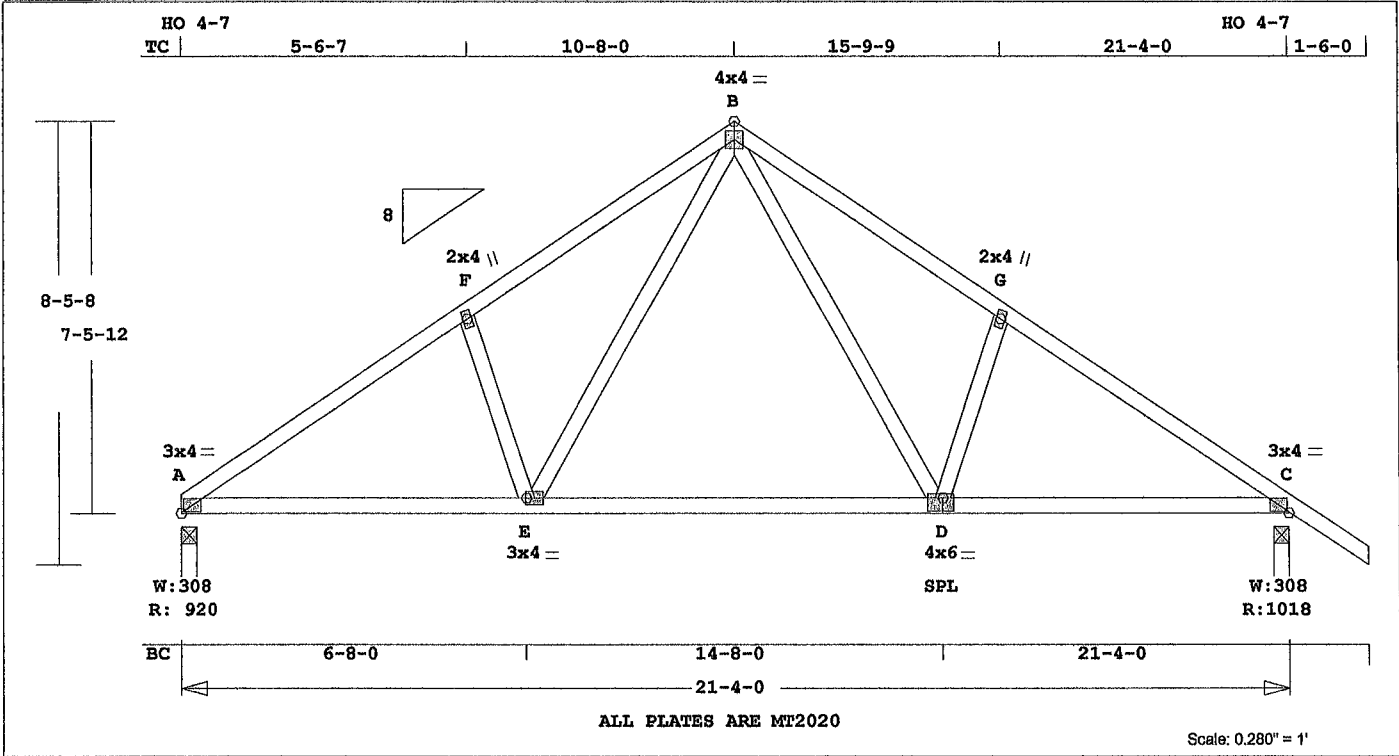 HO 4-7 HO 4-7
TC 5-6-7 10-8-0 15-9-9 21-4-0 1-6-0
4x4 =
B
8
2x4 \\ 2x4 //
F G
8-5-8
7-5-12
3x4 = 3x4 =
A C
E D
3x4 = 4x6 =
W:308 SPL W:308
R: 920 R:1018
BC 6-8-0 14-8-0 21-4-0
21-4-0
ALL PLATES ARE MT2020
Scale: 0.280" = 1'